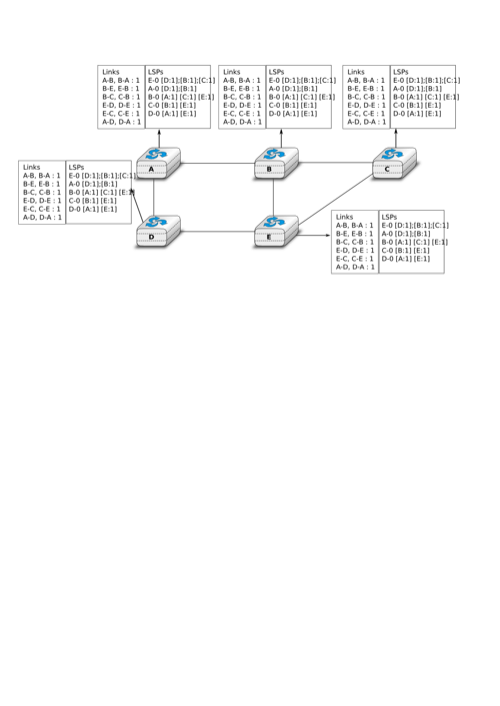 Links LSPs
A-B, B-A : 1 E-0 [D:1];[B:1];[C:1]
B-E, E-B : 1 A-0 [D:1];[B:1]
B-C, C-B : 1 B-0 [A:1] [C:1] [E:1]
E-D, D-E : 1 C-0 [B:1] [E:1]
E-C, C-E : 1 D-0 [A:1] [E:1]
A-D, D-A : 1
Links LSPs
A-B, B-A : 1 E-0 [D:1];[B:1];[C:1]
B-E, E-B : 1 A-0 [D:1];[B:1]
B-C, C-B : 1 B-0 [A:1] [C:1] [E:1]
E-D, D-E : 1 C-0 [B:1] [E:1]
E-C, C-E : 1 D-0 [A:1] [E:1]
A-D, D-A : 1
Links LSPs
A-B, B-A : 1 E-0 [D:1];[B:1];[C:1]
B-E, E-B : 1 A-0 [D:1];[B:1]
B-C, C-B : 1 B-0 [A:1] [C:1] [E:1]
E-D, D-E : 1 C-0 [B:1] [E:1]
E-C, C-E : 1 D-0 [A:1] [E:1]
A-D, D-A : 1
A
B
C
Links LSPs
A-B, B-A : 1 E-0 [D:1];[B:1];[C:1]
B-E, E-B : 1 A-0 [D:1];[B:1]
B-C, C-B : 1 B-0 [A:1] [C:1] [E:1]
E-D, D-E : 1 C-0 [B:1] [E:1]
E-C, C-E : 1 D-0 [A:1] [E:1]
A-D, D-A : 1
D
E
Links LSPs
A-B, B-A : 1 E-0 [D:1];[B:1];[C:1]
B-E, E-B : 1 A-0 [D:1];[B:1]
B-C, C-B : 1 B-0 [A:1] [C:1] [E:1]
E-D, D-E : 1 C-0 [B:1] [E:1]
E-C, C-E : 1 D-0 [A:1] [E:1]
A-D, D-A : 1